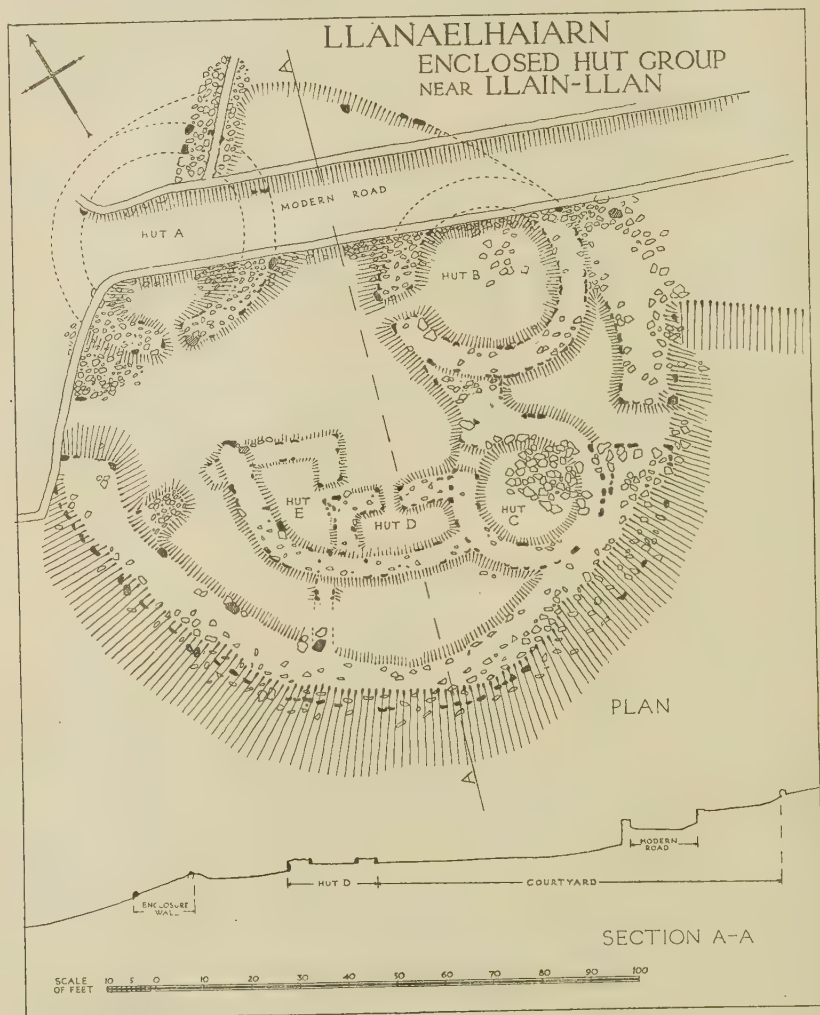 LLANAELHAIARN
ENCLOSED HUT GROUP
NEAR LLAIN-LLAN
A
MODERN ROAD
HUT A
HUT B
HUT
E
HUT D
HUT
C
PLAN
A
MODERN
ROAD
HUT D
COURTYARD
ENCLOSURE
WALL
SECTION A-A
SCALE
OF FEET
10 5 0 10 20 30 40 50 60 70 80 90 100